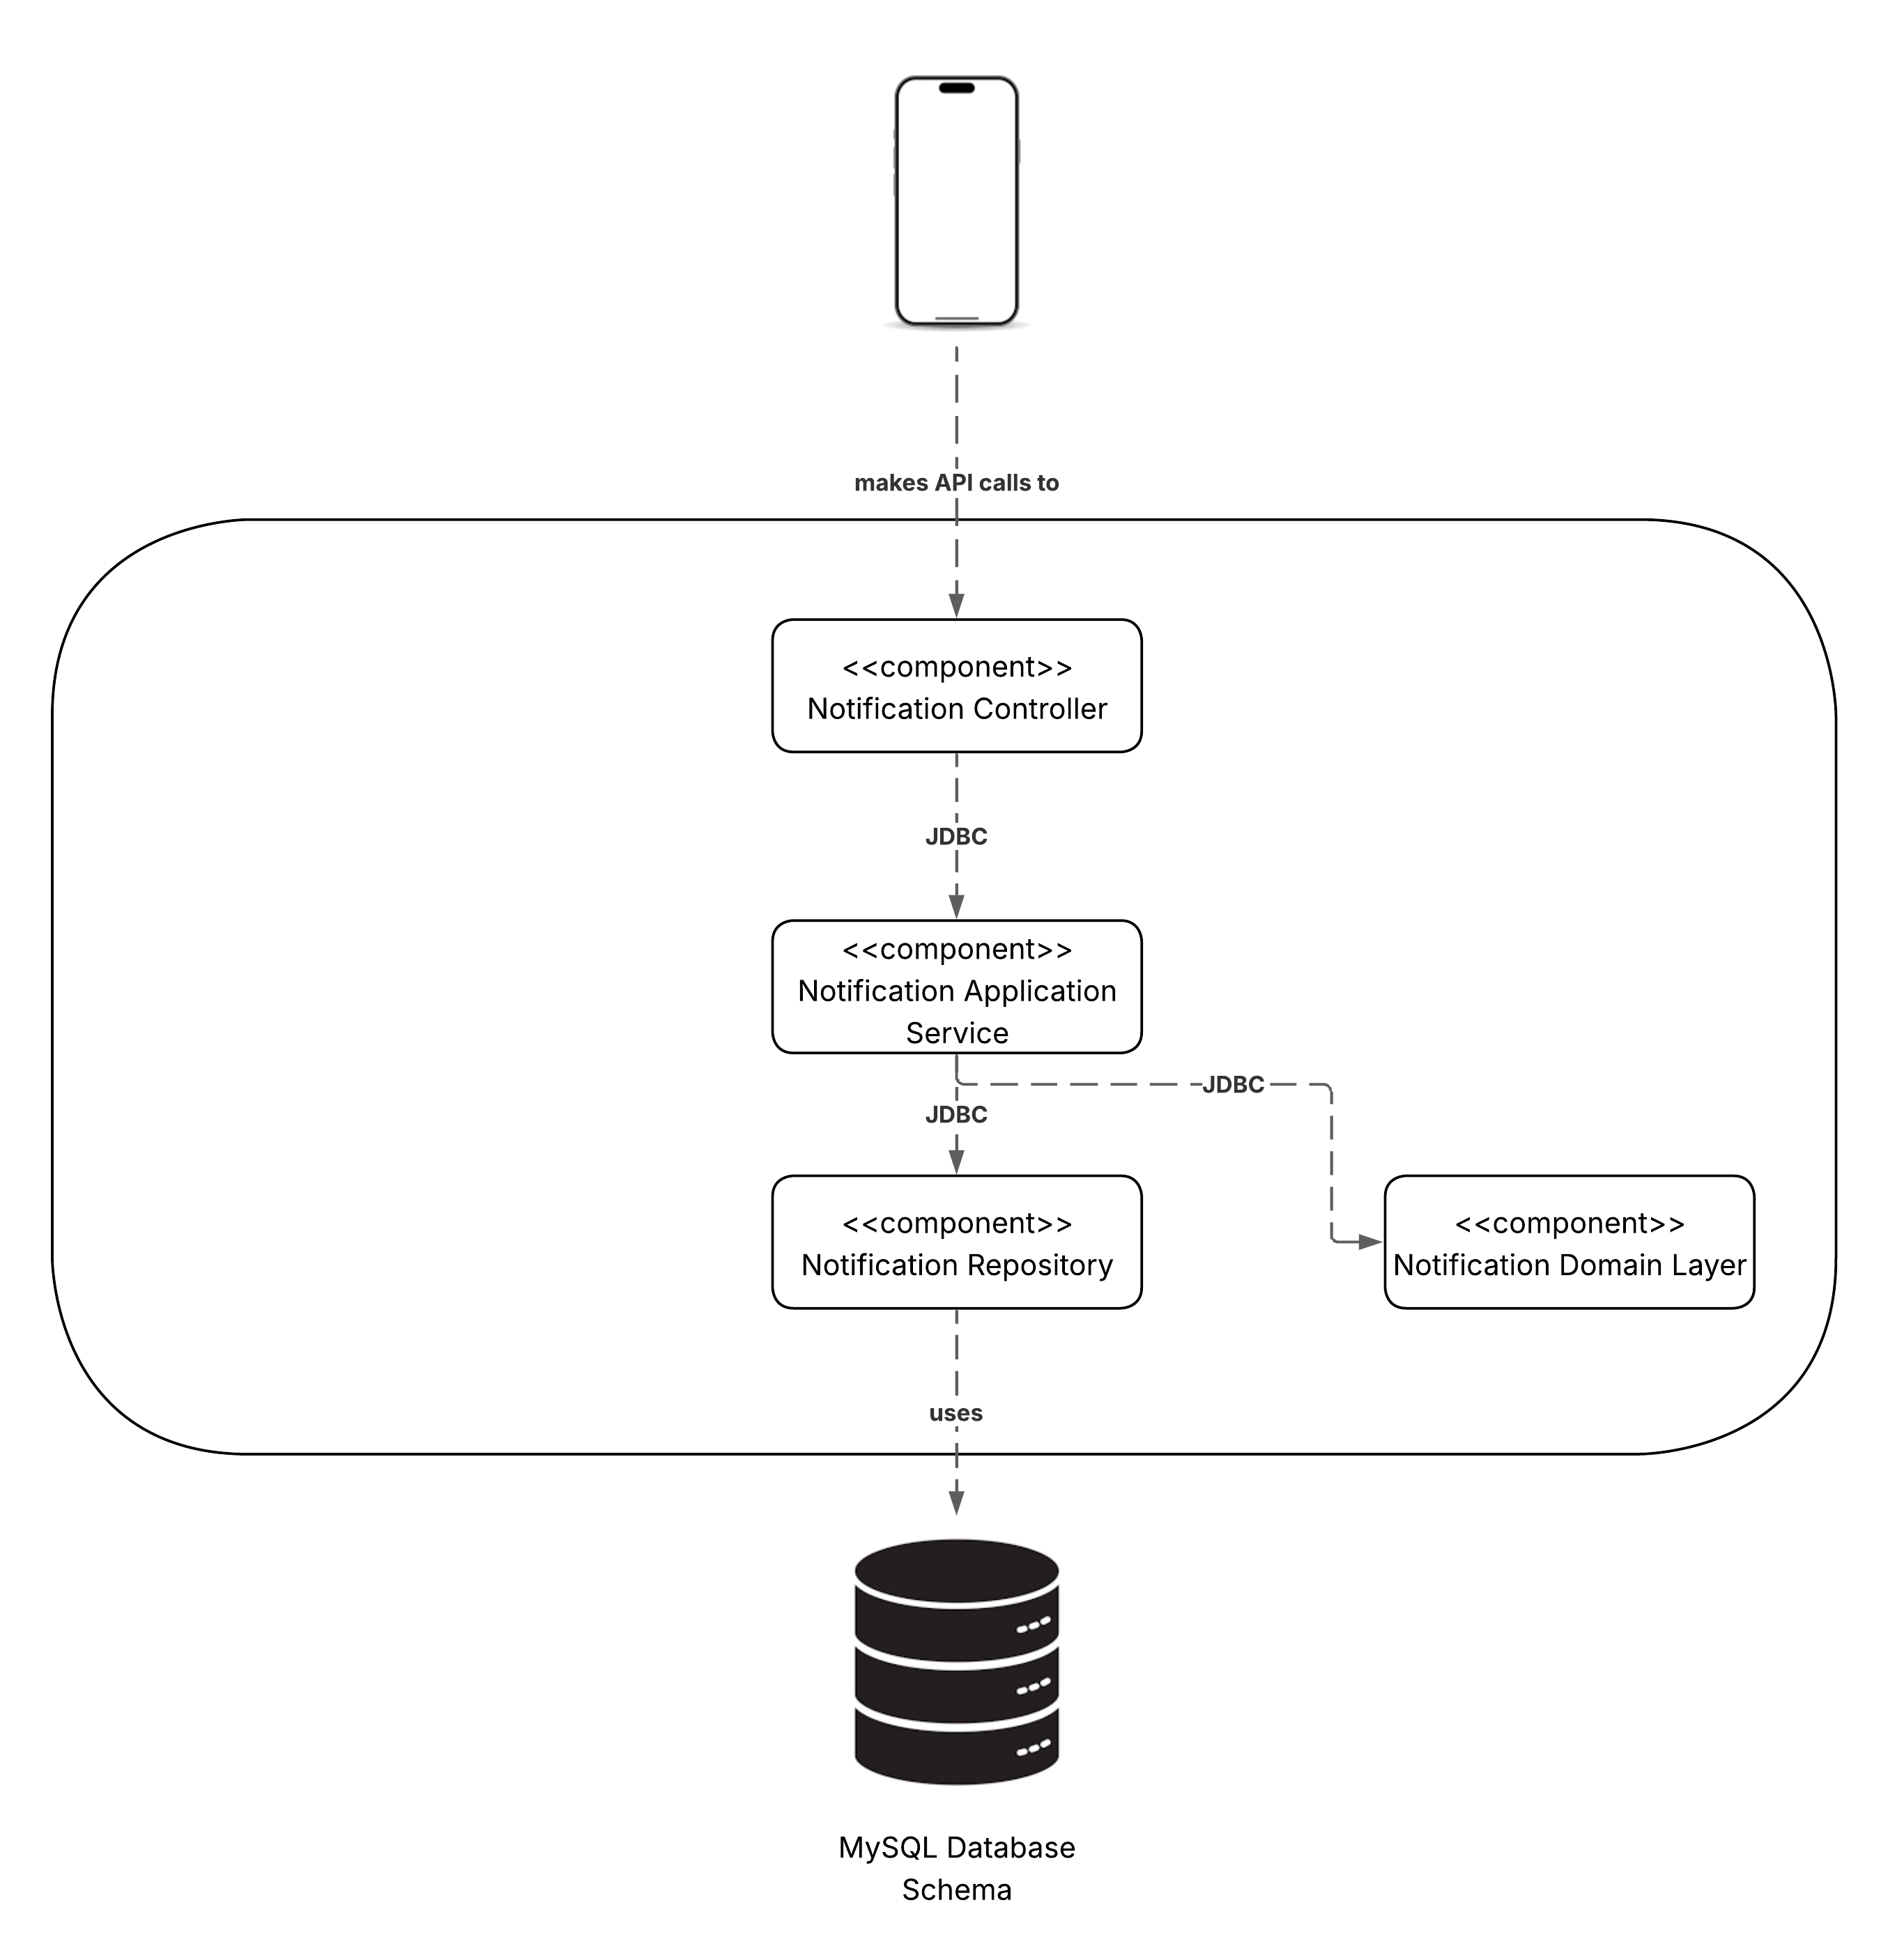 makes API calls to
<<component>>
Notification Controller
JDBC
<<component>>
Notification Application
Service
JDBC
JDBC
<<component>>
Notification Repository
<<component>>
Notification Domain Layer
uses
MySQL Database
Schema